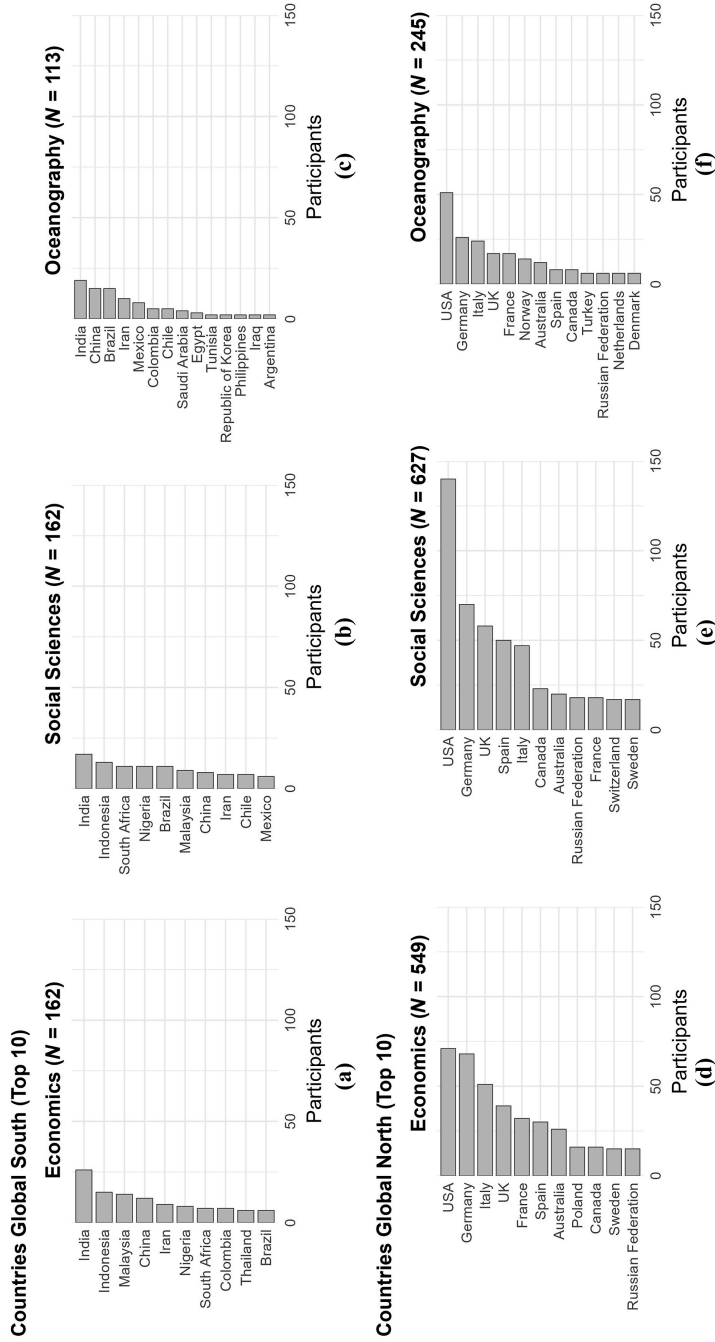 Countries Global South (Top 10)
Economics (N = 162)
India
Indonesia
Malaysia
China
Iran
Nigeria
South Africa
Colombia
Thailand
Brazil
0 50 100 150
Participants
(a)
Social Sciences (N = 162)
India
Indonesia
South Africa
Nigeria
Brazil
Malaysia
China
Iran
Chile
Mexico
0 50 100 150
Participants
(b)
Oceanography (N = 113)
India
China
Brazil
Iran
Mexico
Colombia
Chile
Saudi Arabia
Egypt
Tunisia
Republic of Korea
Philippines
Iraq
Argentina
0 50 100 150
Participants
(c)
Countries Global North (Top 10)
Economics (N = 549)
USA
Germany
Italy
UK
France
Spain
Australia
Poland
Canada
Sweden
Russian Federation
0 50 100 150
Participants
(d)
Social Sciences (N = 627)
USA
Germany
UK
Spain
Italy
Canada
Australia
Russian Federation
France
Switzerland
Sweden
0 50 100 150
Participants
(e)
Oceanography (N = 245)
USA
Germany
Italy
UK
France
Norway
Australia
Spain
Canada
Turkey
Russian Federation
Netherlands
Denmark
0 50 100 150
Participants
(f)